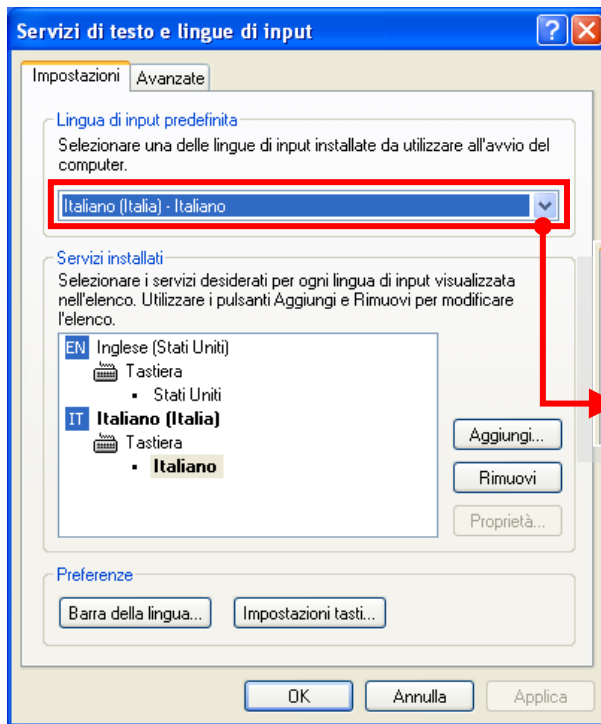 Servizi di testo e lingue di input
Impostazioni
Avanzate
Lingua di input predefinita
Selezionare una delle lingue di input installate da utilizzare all'avvio del
computer.
Italiano (Italia) - Italiano
Servizi installati
Selezionare i servizi desiderati per ogni lingua di input visualizzata
nell'elenco. Utilizzare i pulsanti Aggiungi e Rimuovi per modificare
l'elenco.
EN Inglese (Stati Uniti)
Tastiera
• Stati Uniti
IT Italiano (Italia)
Tastiera
• Italiano
Aggiungi...
Rimuovi
Proprietà...
Preferenze
Barra della lingua...
Impostazioni tasti...
OK
Annulla
Applica